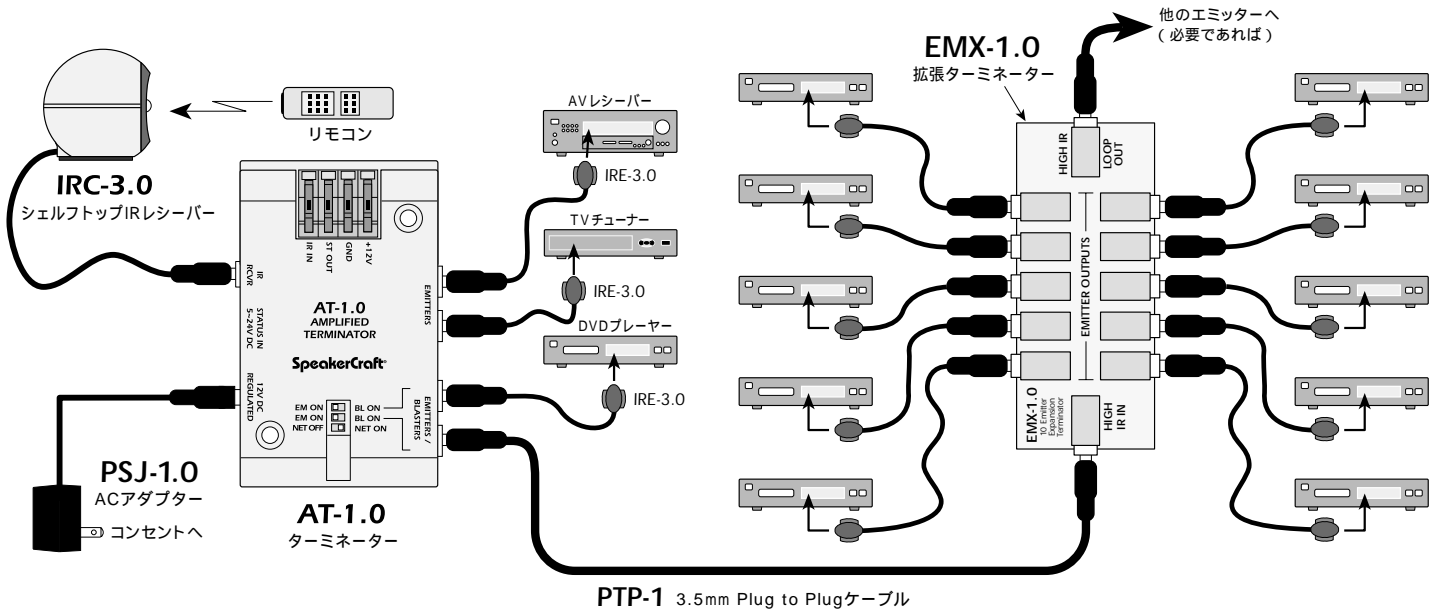 他のエミッターへ
(必要であれば)
EMX-1.0
拡張ターミネーター
リモコン
IRC-3.0
シェルフトップIRレシーバー
AVレシーバー
IRE-3.0
TVチューナー
IRE-3.0
DVDプレーヤー
IRE-3.0
IR IN
ST OUT
GND
+12V
IR
RCVR
STATUS IN
5~24V DC
12V DC
REGULATED
EMITTERS
EMITTERS /
BLASTERS
AT-1.0
AMPLIFIED
TERMINATOR
SpeakerCraft®
EM ON BL ON
EM ON BL ON
NET OFF NET ON
PSJ-1.0
ACアダプター
コンセントへ
AT-1.0
ターミネーター
HIGH IR
LOOP
OUT
EMITTER OUTPUTS
EMX-1.0
10 Emitter
Expansion
Terminator
HIGH
IR IN
PTP-1 3.5mm Plug to Plugケーブル